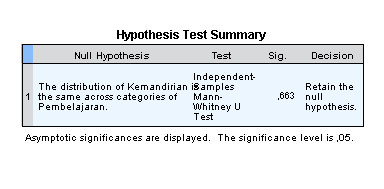 Hypothesis Test Summary
Null Hypothesis Test Sig. Decision
1 The distribution of Kemandirian is the same across categories of Pembelajaran. Independent-Samples Mann-Whitney U Test ,663 Retain the null hypothesis.
Asymptotic significances are displayed. The significance level is ,05.